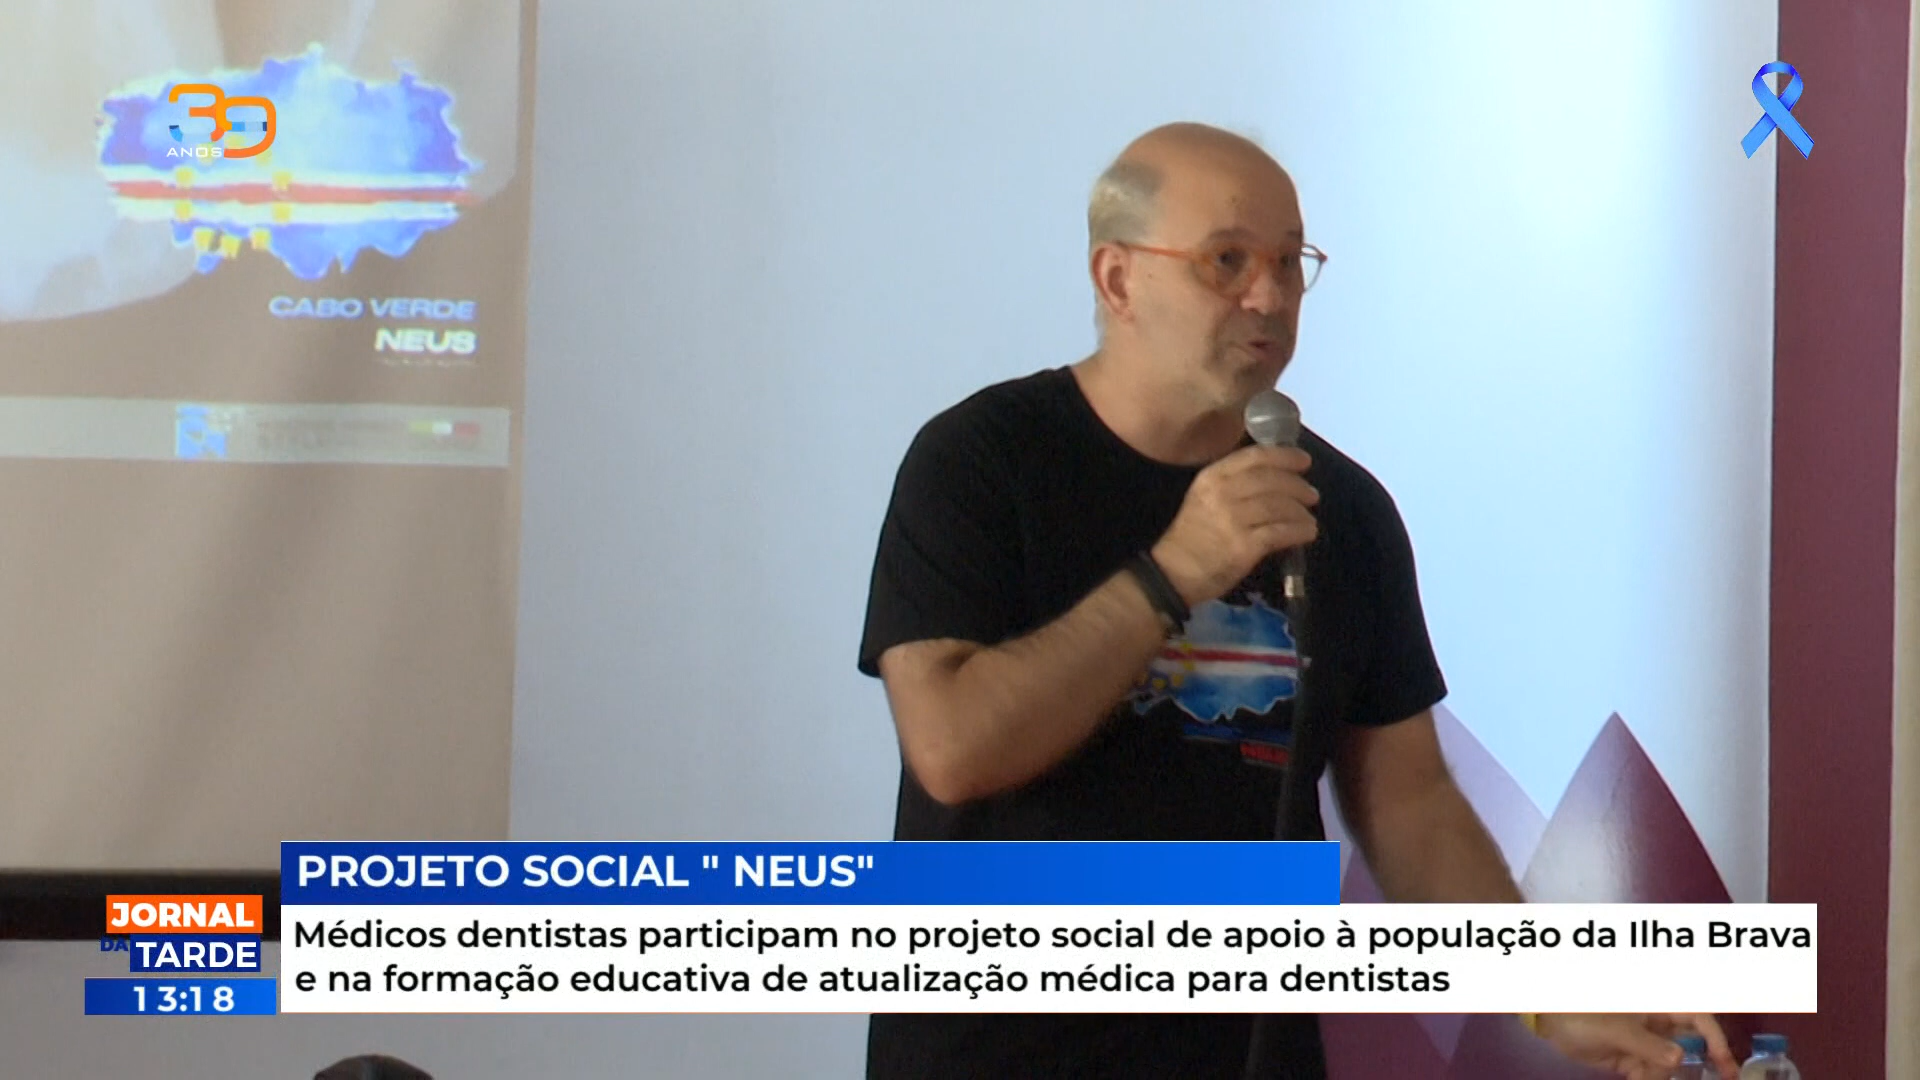 39
ANOS
CABO VERDE
NEUS
PROJETO SOCIAL " NEUS"
JORNAL
DA TARDE
Médicos dentistas participam no projeto social de apoio à população da Ilha Brava
e na formação educativa de atualização médica para dentistas
13:18